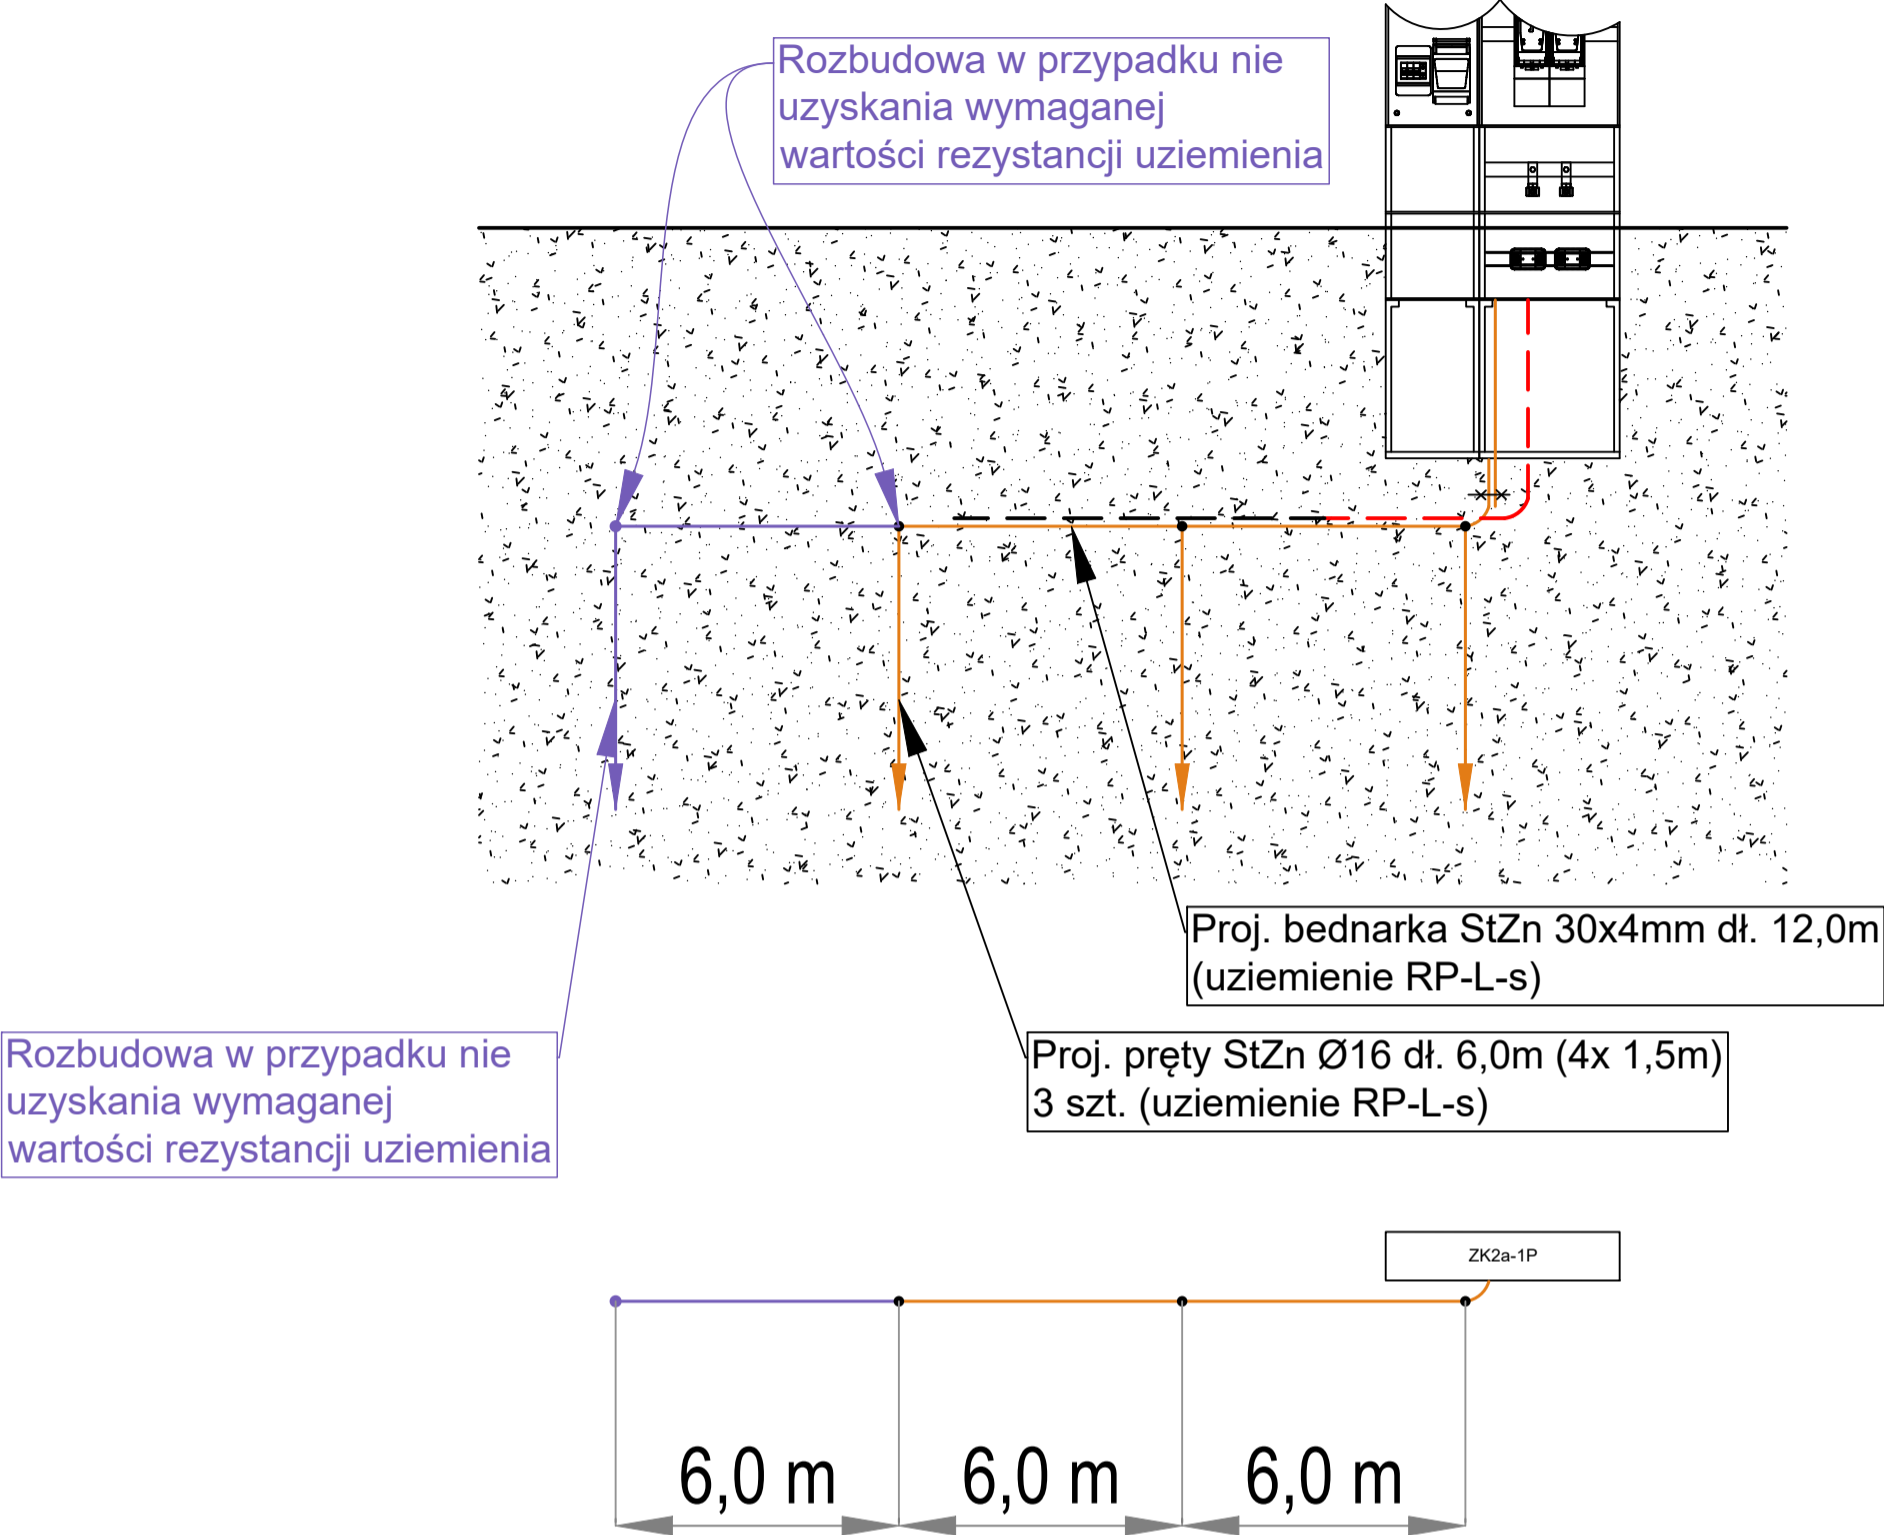 Rozbudowa w przypadku nie
uzyskania wymaganej
wartości rezystancji uziemienia
Proj. bednarka StZn 30x4mm dł. 12,0m
(uziemienie RP-L-s)
Proj. pręty StZn Ø16 dł. 6,0m (4x 1,5m)
3 szt. (uziemienie RP-L-s)
Rozbudowa w przypadku nie
uzyskania wymaganej
wartości rezystancji uziemienia
ZK2a-1P
6,0 m 6,0 m 6,0 m